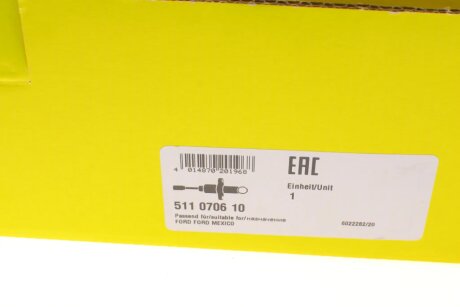 4 014870 201968
EAC
Einheit/Unit
1
511 0706 10
Passend für/suitable for/
6022282/20
FORD FORD MEXICO